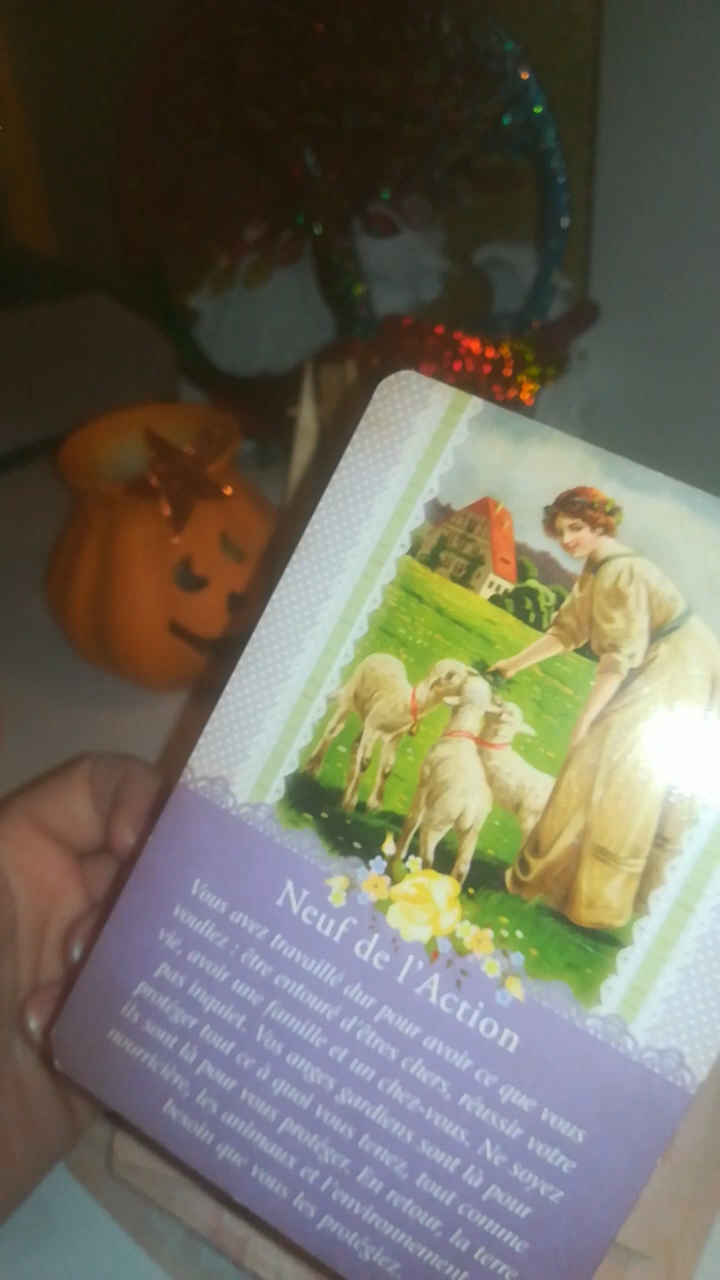 Neuf de l'Action
Vous avez travaillé dur pour avoir ce que vous
vouliez : être entouré d'êtres chers, réussir votre
vie, avoir une famille et un chez-vous. Ne soyez
pas inquiet. Vos anges gardiens sont là pour
protéger tout ce à quoi vous tenez, tout comme
ils sont là pour vous protéger. En retour, la terre
nourricière, les animaux et l'environnement
besoin que vous les protégiez.